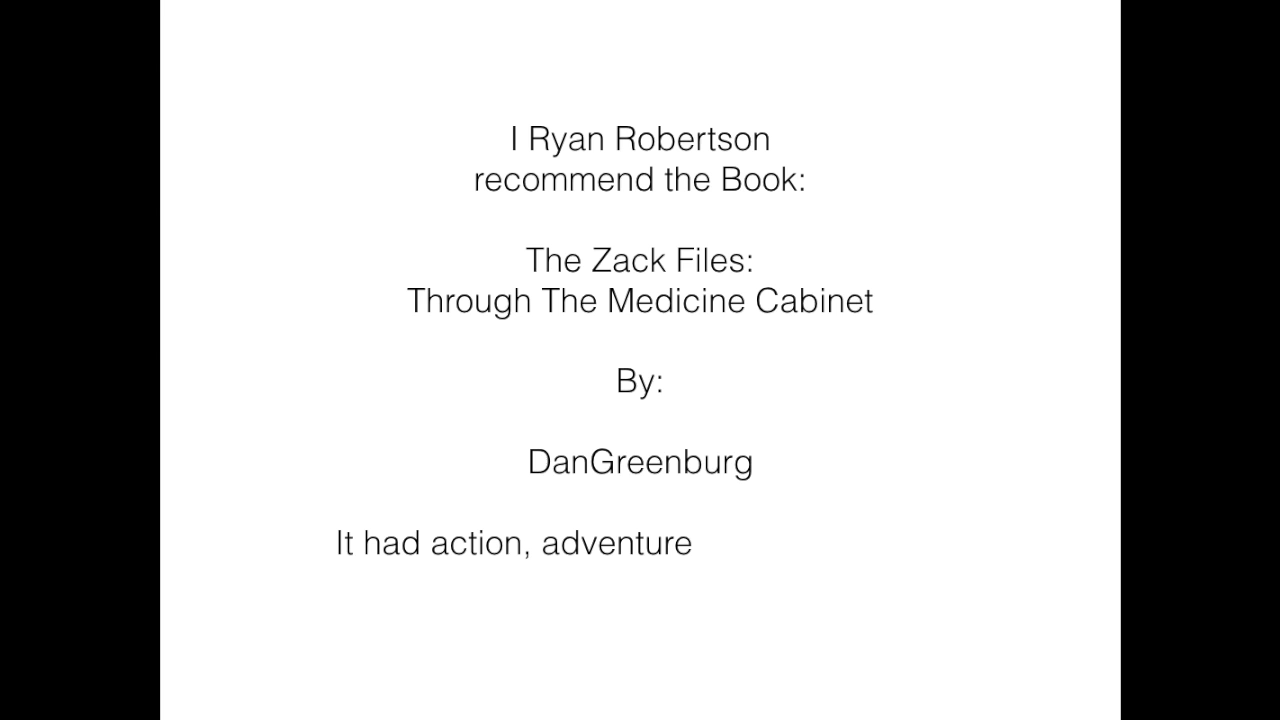 I Ryan Robertson
recommend the Book:
The Zack Files:
Through The Medicine Cabinet
By:
DanGreenburg
It had action, adventure